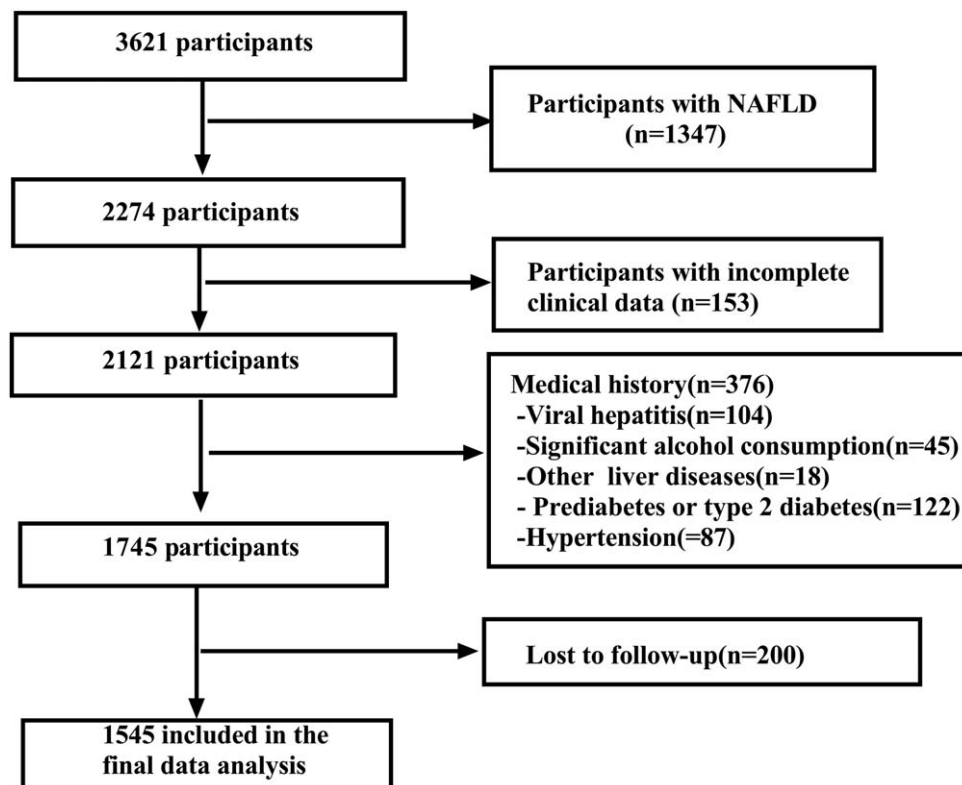 3621 participants
Participants with NAFLD
(n=1347)
2274 participants
Participants with incomplete
clinical data (n=153)
2121 participants
Medical history(n=376)
-Viral hepatitis(n=104)
-Significant alcohol consumption(n=45)
-Other liver diseases(n=18)
- Prediabetes or type 2 diabetes(n=122)
-Hypertension(=87)
1745 participants
Lost to follow-up(n=200)
1545 included in the
final data analysis